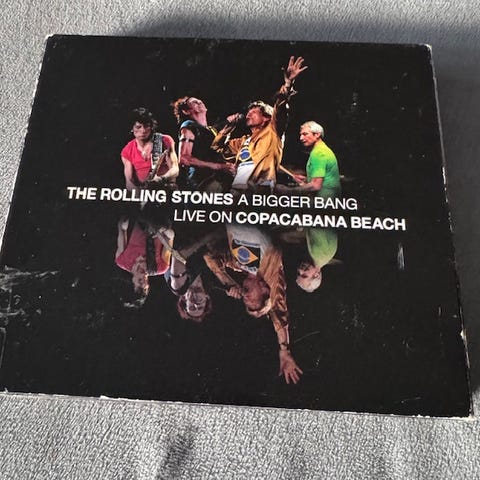 THE ROLLING STONES A BIGGER BANG
LIVE ON COPACABANA BEACH